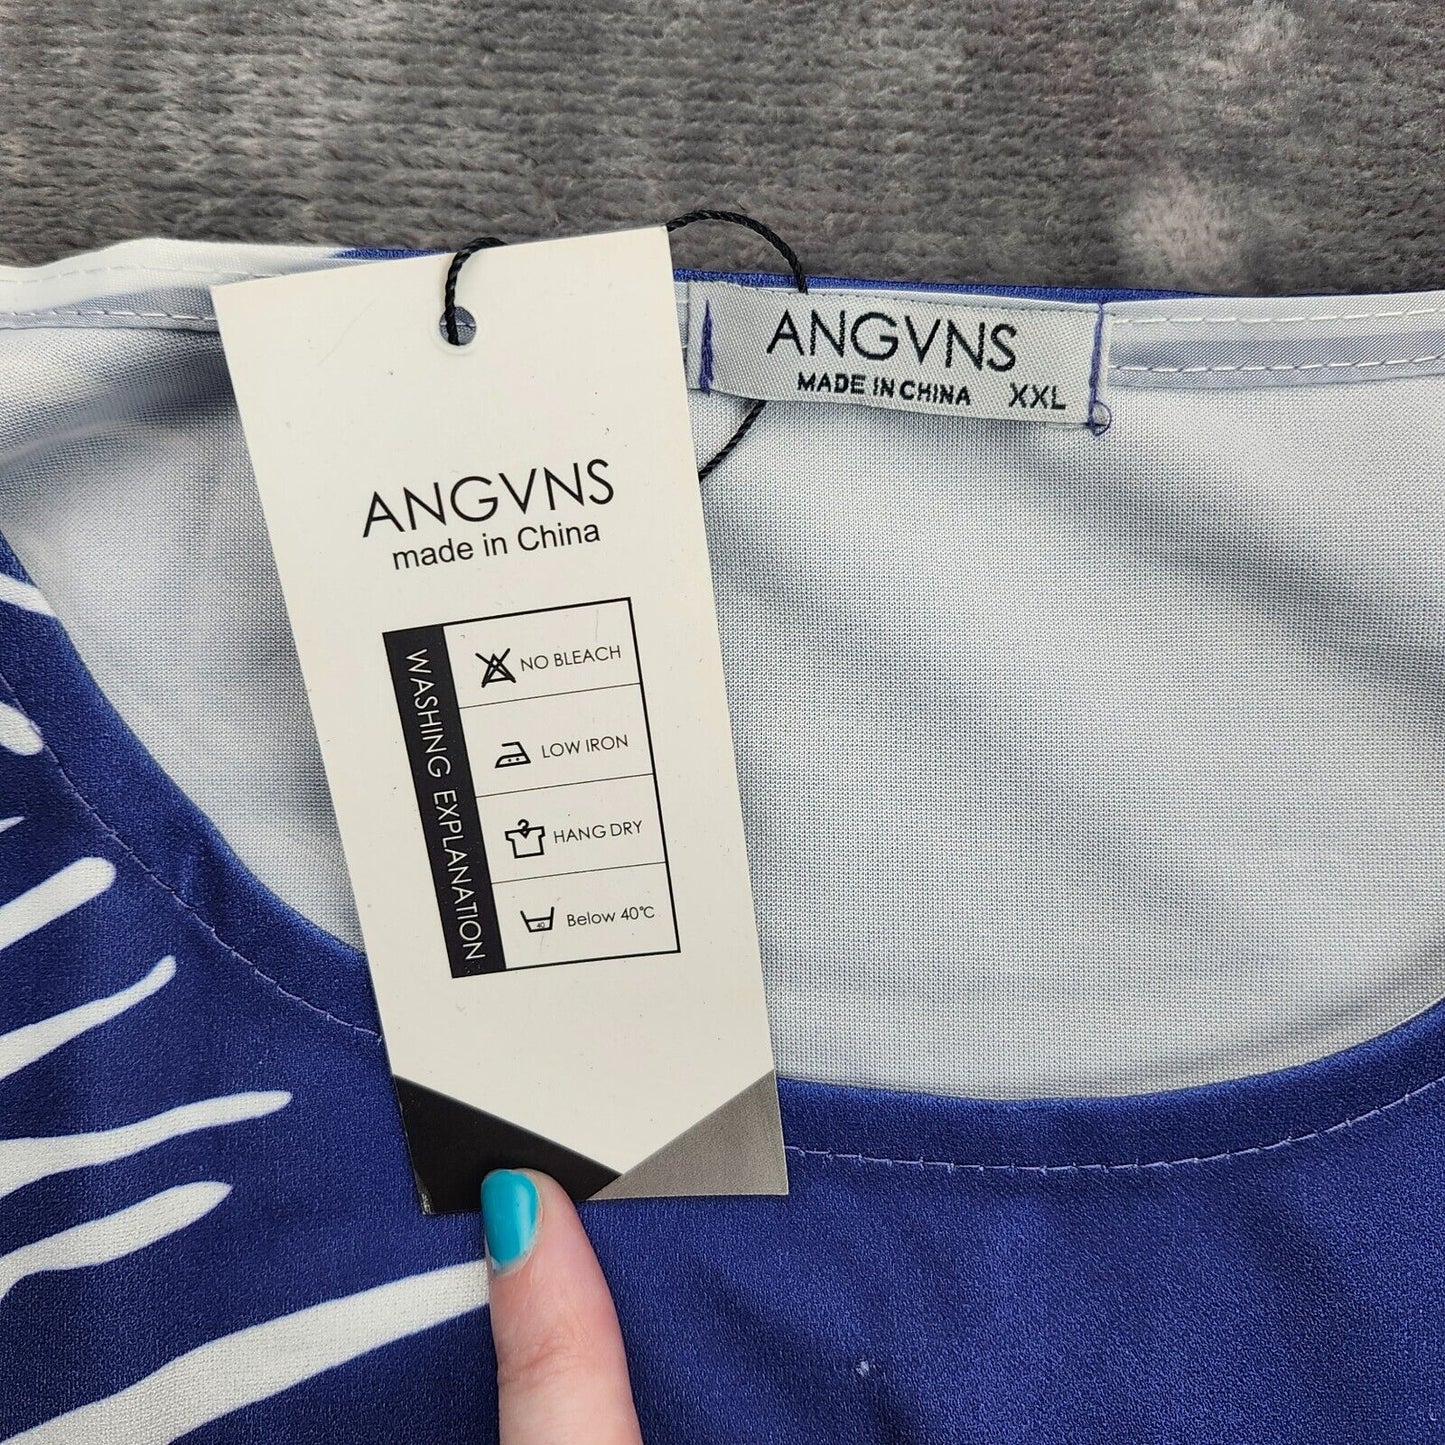 ANGVNS
MADE IN CHINA XXL
ANGVNS
made in China
WASHING EXPLANATION
NO BLEACH
LOW IRON
HANG DRY
40
Below 40℃